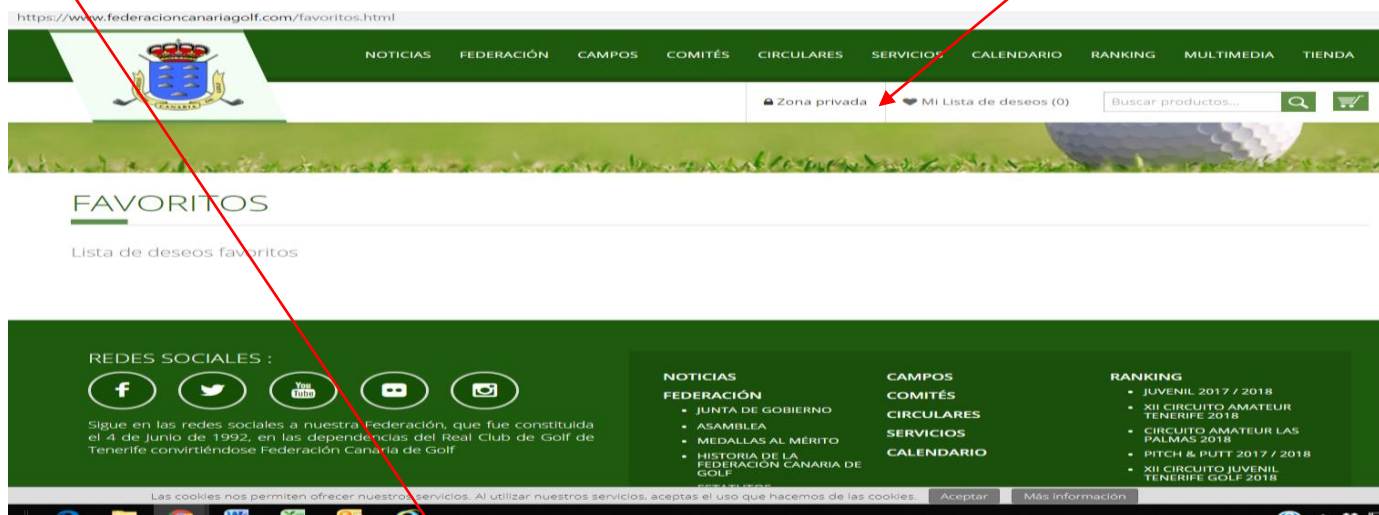 https://www.federacioncanariagolf.com/favoritos.html
NOTICIAS FEDERACIÓN CAMPOS COMITÉS CIRCULARES SERVICIOS CALENDARIO RANKING MULTIMEDIA TIENDA
Zona privada Mi Lista de deseos (0) Buscar productos...
CANARIA
FAVORITOS
Lista de deseos favoritos
REDES SOCIALES :
You Tube
Sigue en las redes sociales a nuestra Federación, que fue constituida
el 4 de Junio de 1992, en las dependencias del Real Club de Golf de
Tenerife convirtiéndose Federación Canaria de Golf
NOTICIAS
FEDERACIÓN
JUNTA DE GOBIERNO
ASAMBLEA
MEDALLAS AL MÉRITO
HISTORIA DE LA
FEDERACIÓN CANARIA DE
GOLF
ESTATUTOS
CAMPOS
COMITÉS
CIRCULARES
SERVICIOS
CALENDARIO
RANKING
JUVENIL 2017 / 2018
XII CIRCUITO AMATEUR
TENERIFE 2018
CIRCUITO AMATEUR LAS
PALMAS 2018
PITCH & PUTT 2017 / 2018
XII CIRCUITO JUVENIL
TENERIFE GOLF 2018
Las cookies nos permiten ofrecer nuestros servicios. Al utilizar nuestros servicios, aceptas el uso que hacemos de las cookies. Aceptar Más Información